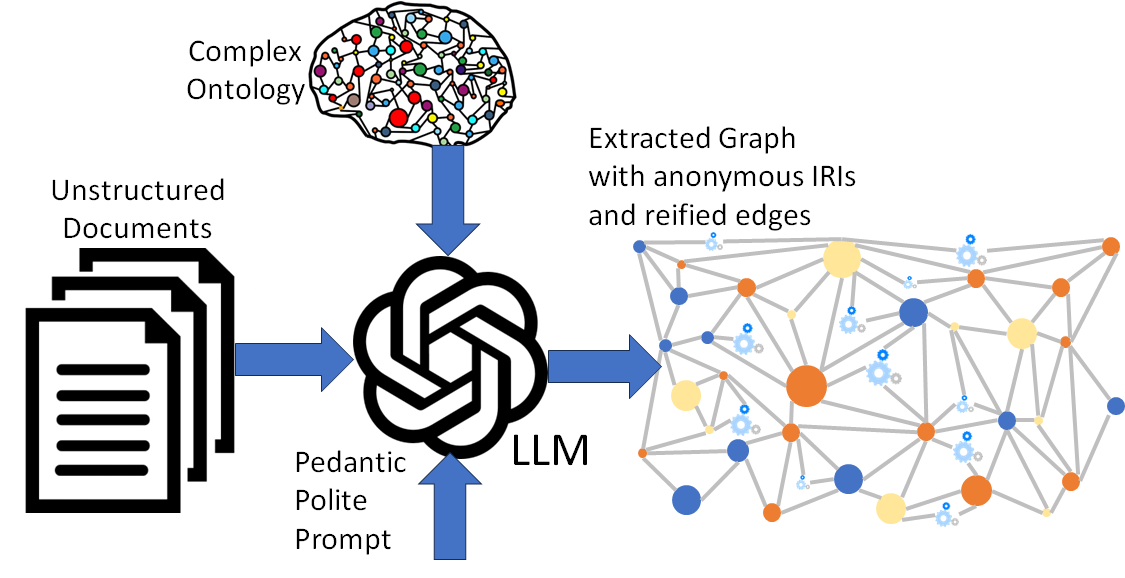 Complex
Ontology
Unstructured
Documents
Extracted Graph
with anonymous IRIs
and reified edges
LLM
Pedantic
Polite
Prompt